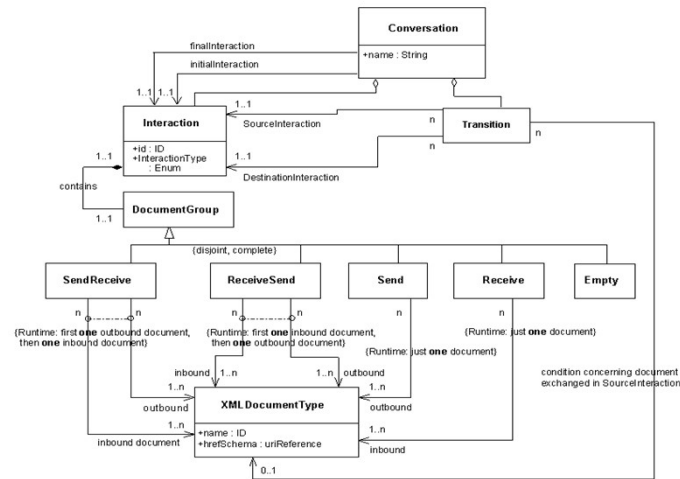 Conversation
+name : String
finalInteraction
initialInteraction
1..1 1..1
Interaction
+id : ID
+InteractionType
: Enum
1..1
SourceInteraction
n
Transition
n
1..1
n
DestinationInteraction
1..1
contains
1..1
DocumentGroup
{disjoint, complete}
SendReceive
ReceiveSend
Send
Receive
Empty
n n n n n n
{Runtime: first one outbound document,
then one inbound document}
{Runtime: first one inbound document,
then one outbound document}
{Runtime: just one document}
{Runtime: just one document}
condition concerning document
exchanged in SourceInteraction
inbound 1..n
1..n outbound
1..n
outbound
1..n
outbound
XMLDocumentType
+name : ID
+hrefSchema : uriReference
1..n
inbound document
1..n
inbound
0..1